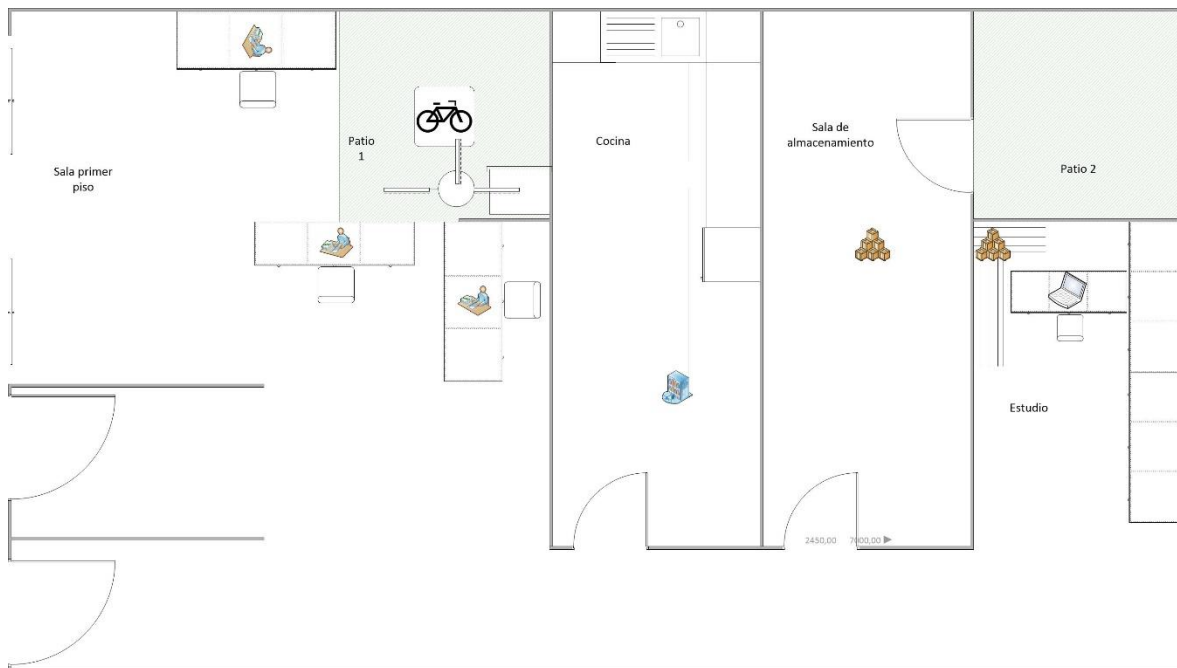 Sala primer
piso
Patio
1
Cocina
Sala de
almacenamiento
Patio 2
Estudio
2450,00 7000,00